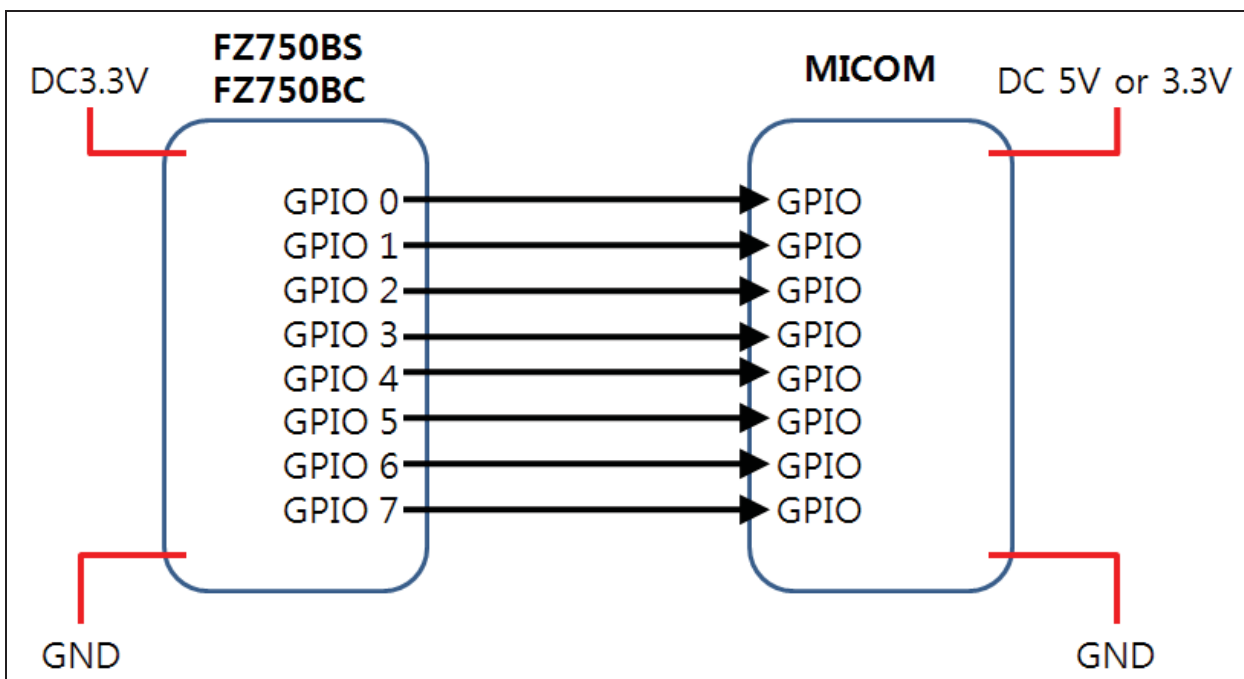 FZ750BS
FZ750BC
MICOM
DC3.3V
DC 5V or 3.3V
GPIO 0
GPIO
GPIO 1
GPIO
GPIO 2
GPIO
GPIO 3
GPIO
GPIO 4
GPIO
GPIO 5
GPIO
GPIO 6
GPIO
GPIO 7
GPIO
GND
GND